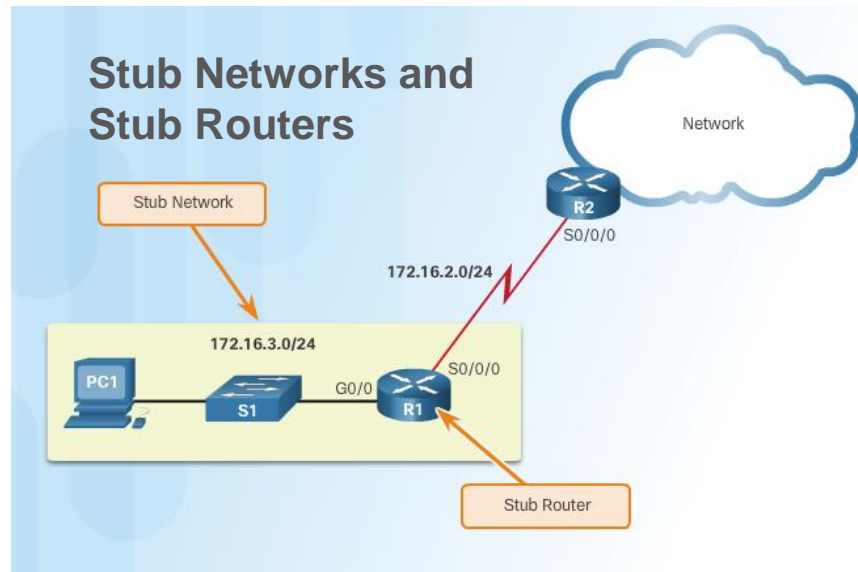 Stub Networks and
Stub Routers
Network
Stub Network
R2
S0/0/0
172.16.2.0/24
172.16.3.0/24
S0/0/0
PC1
G0/0
S1
R1
Stub Router